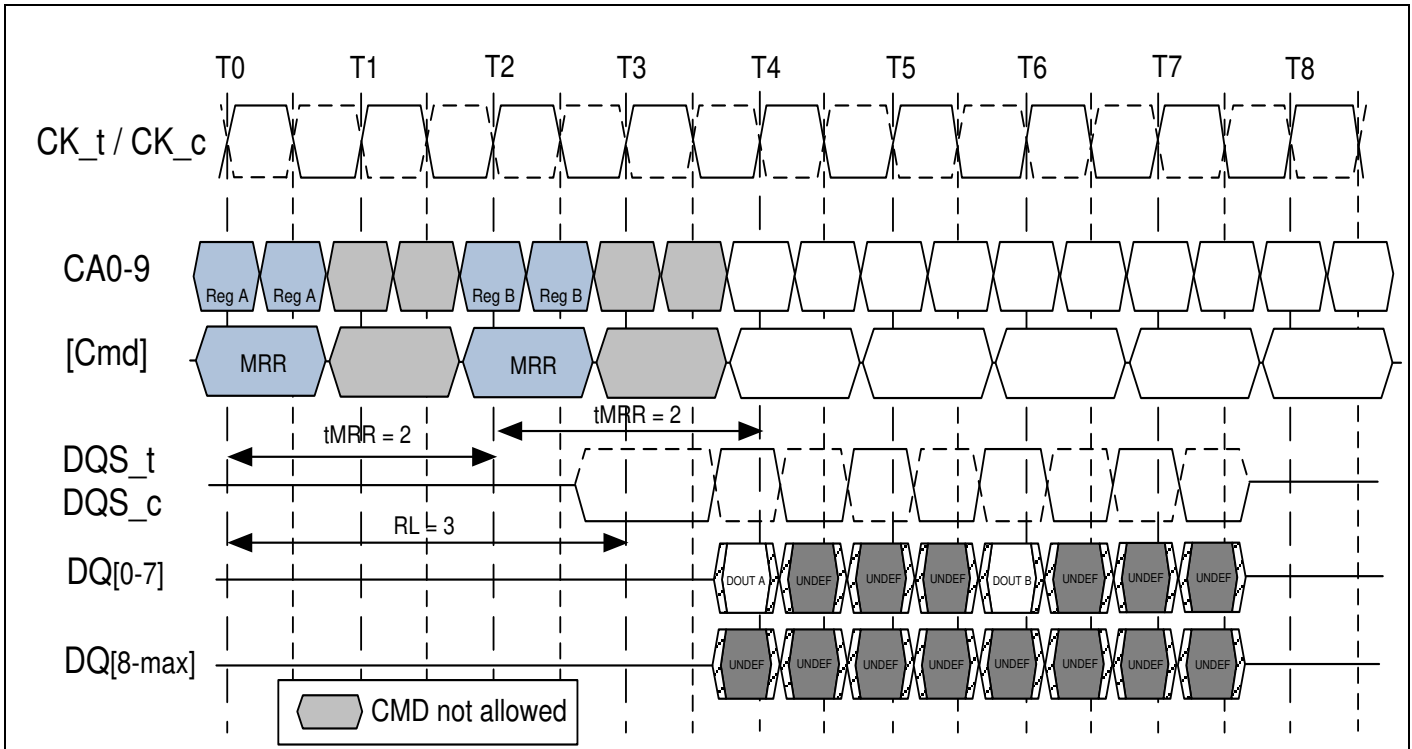 T0 T1 T2 T3 T4 T5 T6 T7 T8
CK_t / CK_c
CA0-9
Reg A Reg A Reg B Reg B
[Cmd]
MRR MRR
tMRR = 2
tMRR = 2
DQS_t
DQS_c
RL = 3
DQ[0-7]
DOUT A UNDEF UNDEF UNDEF DOUT B UNDEF UNDEF UNDEF
DQ[8-max]
UNDEF UNDEF UNDEF UNDEF UNDEF UNDEF UNDEF UNDEF
CMD not allowed